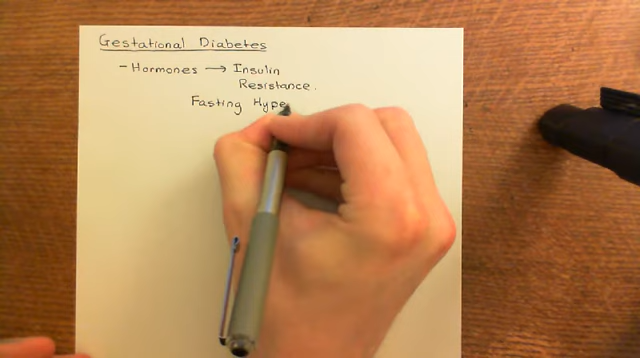 Gestational Diabetes
- Hormones → Insulin
Resistance.
Fasting Hype